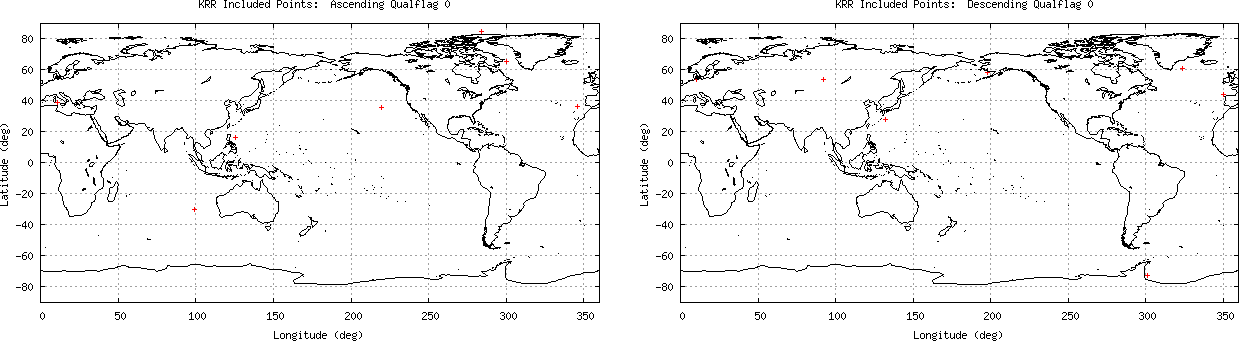 KRR Included Points:  Ascending Qualflag 0
80
60
40
20
0
-20
-40
-60
-80
Latitude (deg)
0 50 100 150 200 250 300 350
Longitude (deg)
KRR Included Points:  Descending Qualflag 0
80
60
40
20
0
-20
-40
-60
-80
Latitude (deg)
0 50 100 150 200 250 300 350
Longitude (deg)